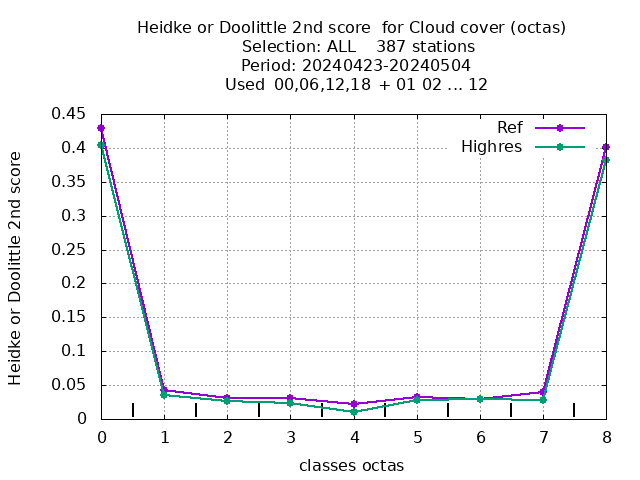 Heidke or Doolittle 2nd score  for Cloud cover (octas)
Selection: ALL    387 stations
Period: 20240423-20240504
Used  00,06,12,18 + 01 02 ... 12
Ref
Highres
Heidke or Doolittle 2nd score
0.45
0.4
0.35
0.3
0.25
0.2
0.15
0.1
0.05
0
0 1 2 3 4 5 6 7 8
classes octas